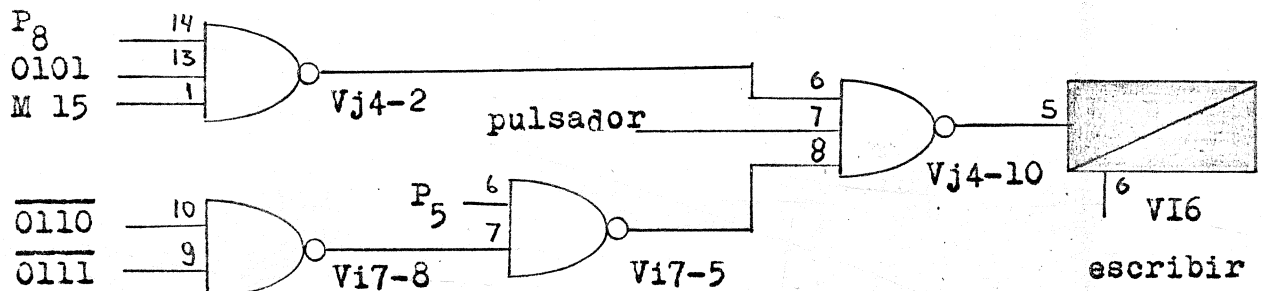 P8 14
0101 13
M 15 1
Vj4-2
pulsador
6
7
8
Vj4-10
5
6
VI6
escribir
P5 6
7
Vi7-5
0110 10
0111 9
Vi7-8